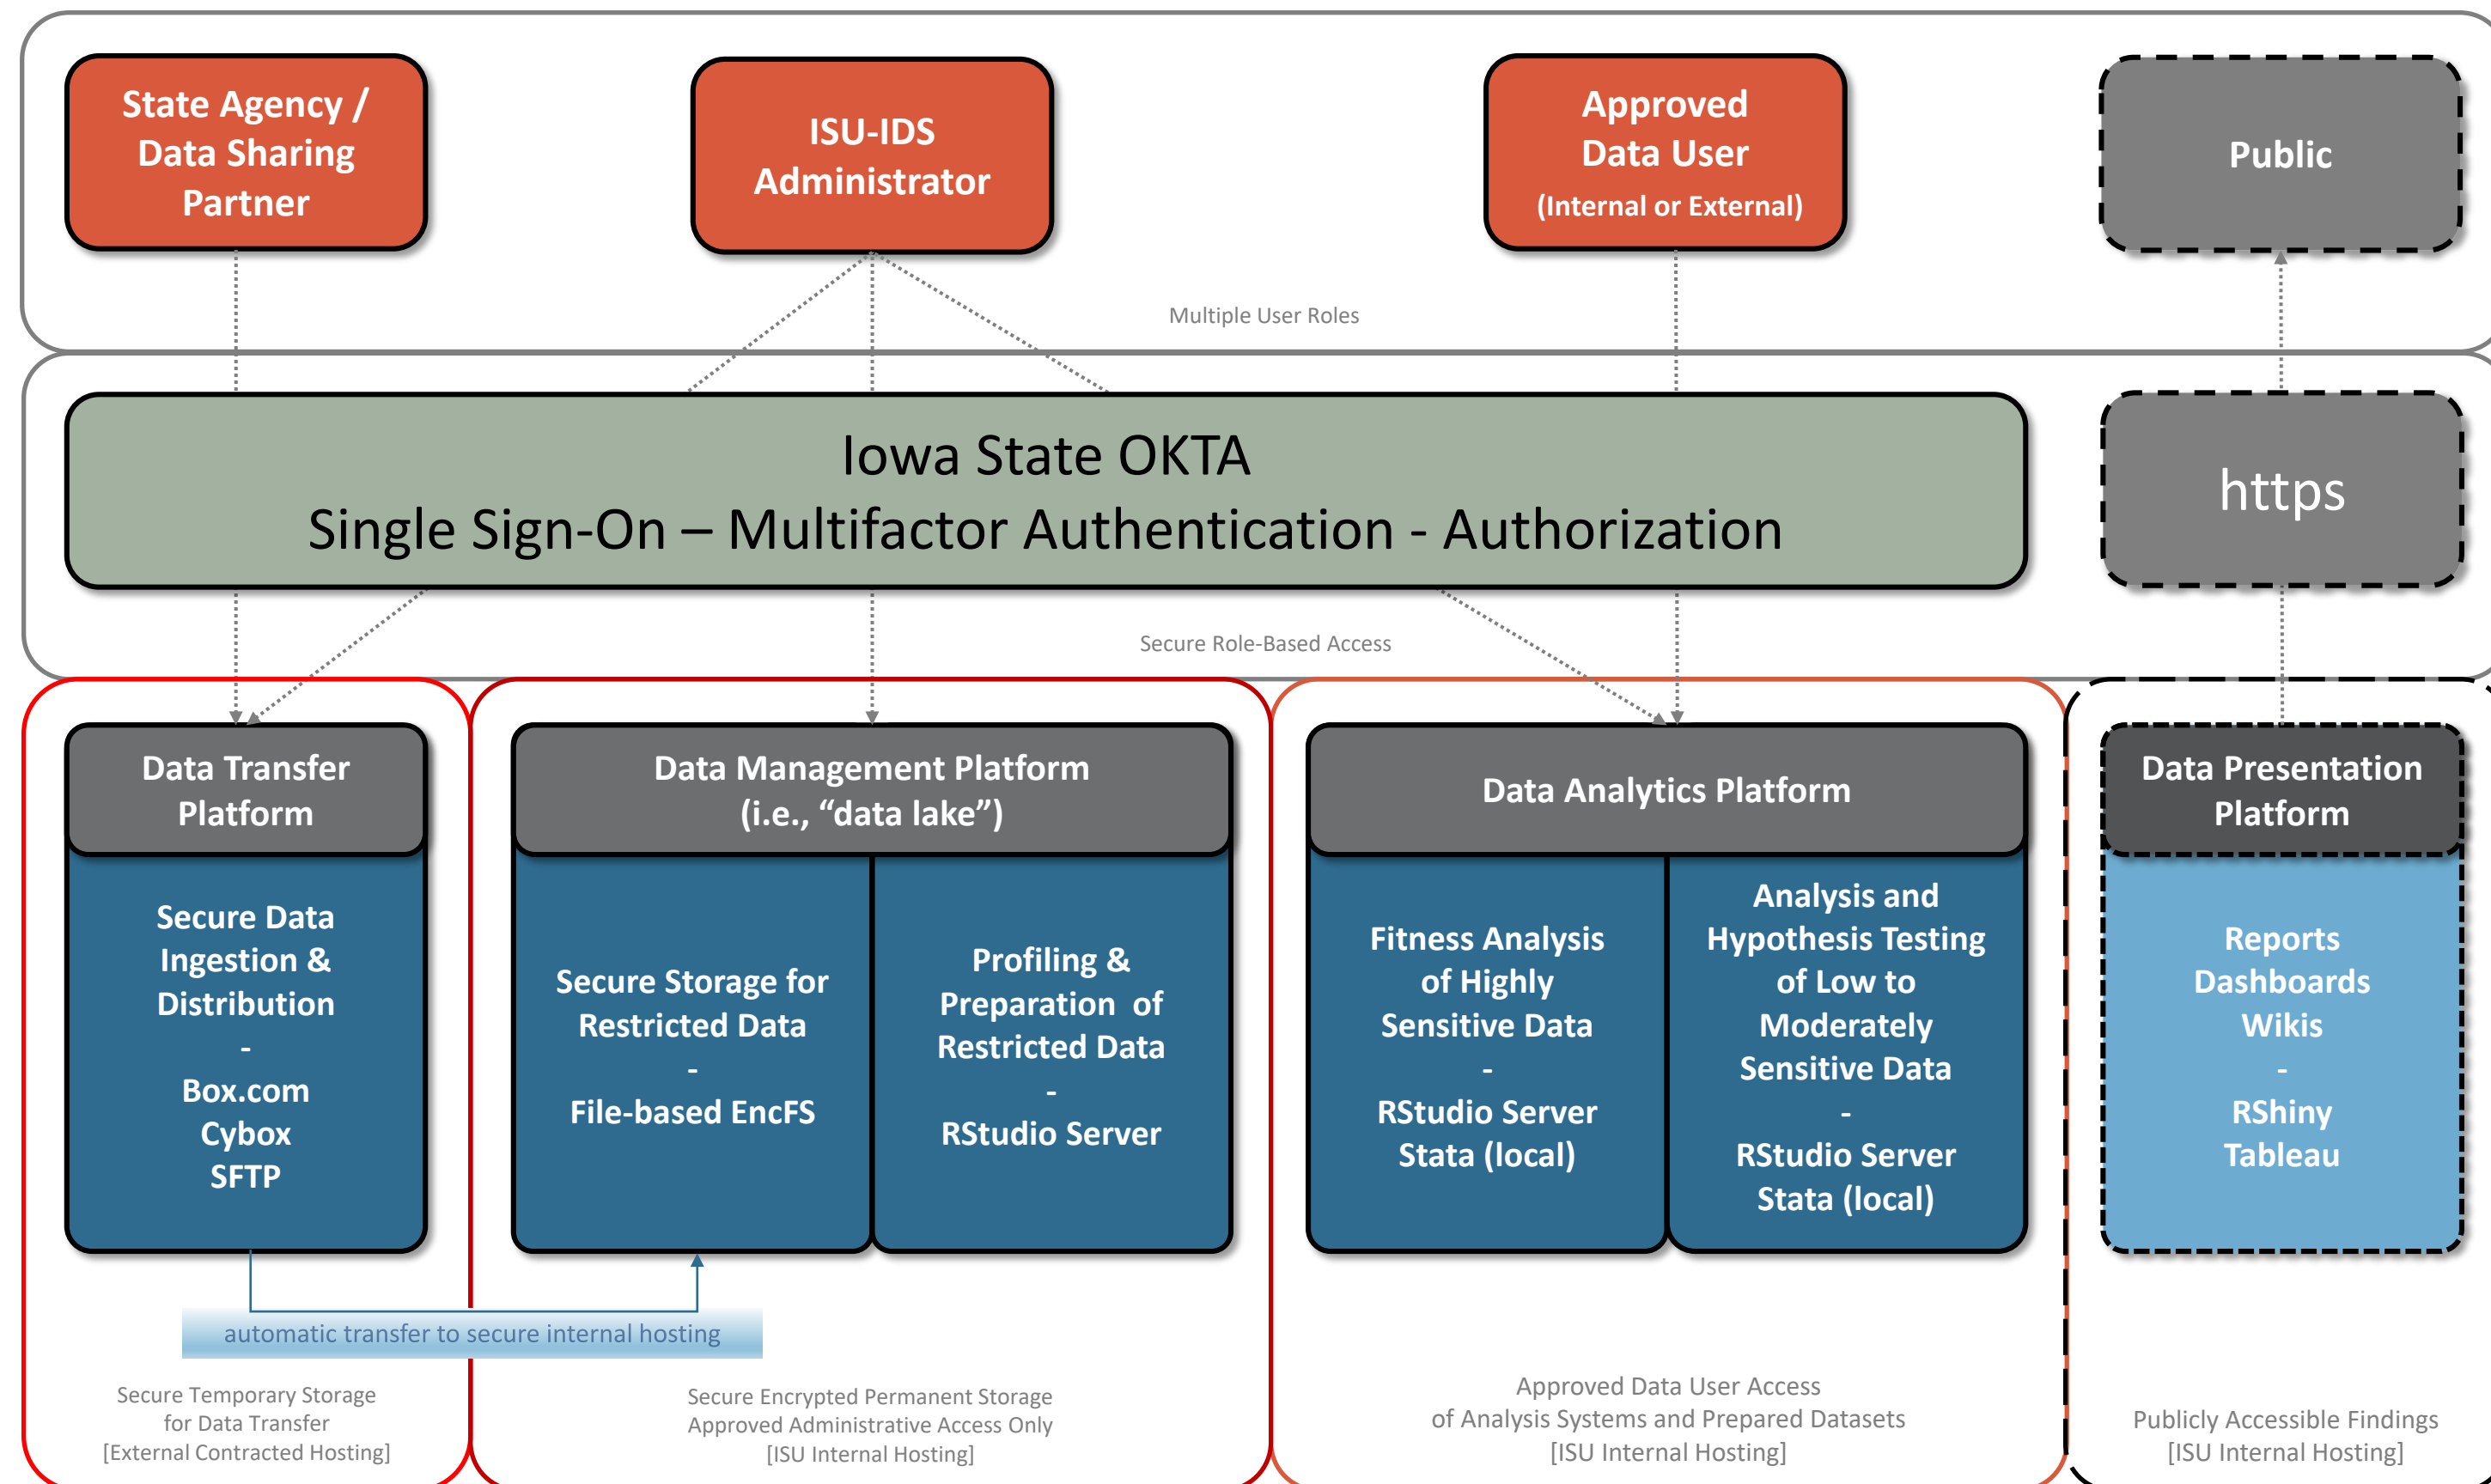 State Agency /
Data Sharing
Partner
ISU-IDS
Administrator
Approved
Data User
(Internal or External)
Public
Multiple User Roles
Iowa State OKTA
Single Sign-On – Multifactor Authentication - Authorization
https
Secure Role-Based Access
Data Transfer
Platform
Secure Data
Ingestion &
Distribution
-
Box.com
Cybox
SFTP
Data Management Platform
(i.e., “data lake”)
Secure Storage for
Restricted Data
-
File-based EncFS
Profiling &
Preparation of
Restricted Data
-
RStudio Server
Data Analytics Platform
Fitness Analysis
of Highly
Sensitive Data
-
RStudio Server
Stata (local)
Analysis and
Hypothesis Testing
of Low to
Moderately
Sensitive Data
-
RStudio Server
Stata (local)
Data Presentation
Platform
Reports
Dashboards
Wikis
-
RShiny
Tableau
automatic transfer to secure internal hosting
Secure Temporary Storage
for Data Transfer
[External Contracted Hosting]
Secure Encrypted Permanent Storage
Approved Administrative Access Only
[ISU Internal Hosting]
Approved Data User Access
of Analysis Systems and Prepared Datasets
[ISU Internal Hosting]
Publicly Accessible Findings
[ISU Internal Hosting]